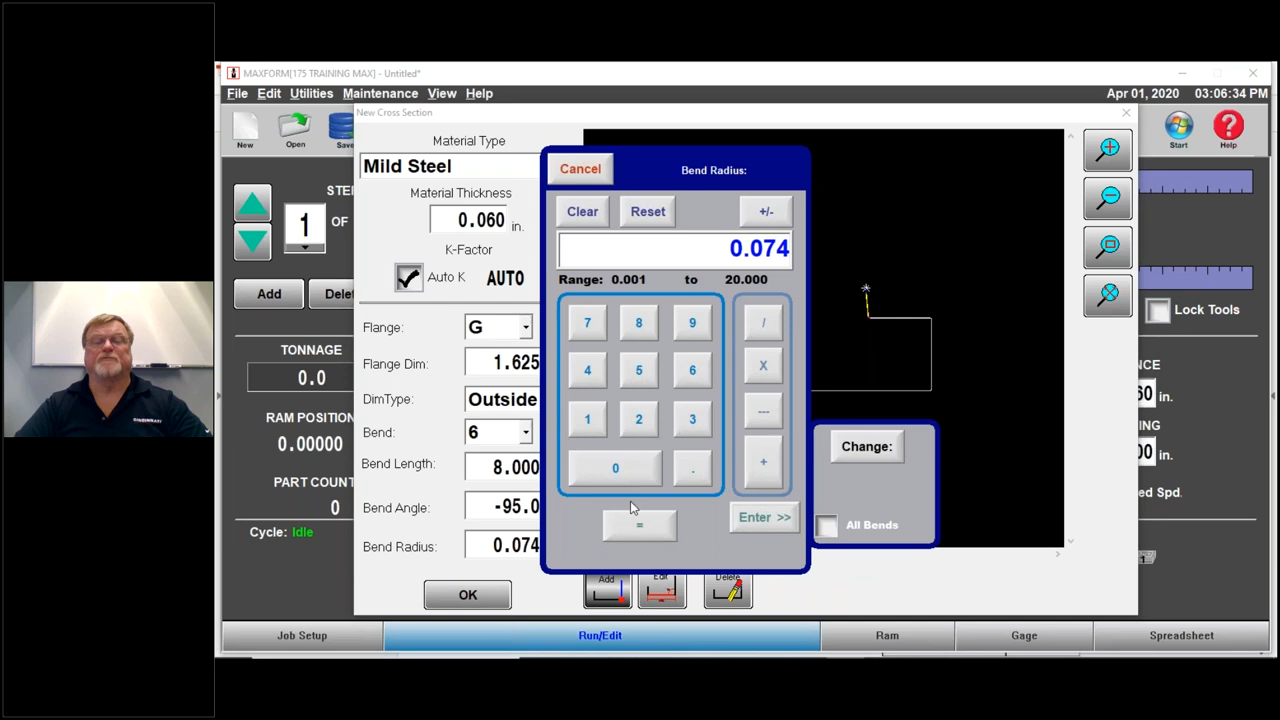 MAXFORM[175 TRAINING MAX] - Untitled*
File Edit Utilities Maintenance View Help Apr 01, 2020 03:06:34 PM
New Cross Section
New Open Start Help
Material Type
Mild Steel
Material Thickness
0.060 in.
K-Factor
Auto K AUTO
Flange: G
Flange Dim: 1.625
DimType: Outside
Bend: 6
Bend Length: 8.000
Bend Angle: -95.0
Bend Radius: 0.074
OK
1 OF
Add
TONNAGE
0.0
RAM POSITION
0.00000
PART COUNT
0
Cycle: Idle
Cancel Bend Radius:
Clear Reset +/-
0.074
Range: 0.001 to 20.000
7 8 9 /
4 5 6 X
1 2 3 ---
0 . +
= Enter >>
Change:
All Bends
Add Edit Delete
Lock Tools
in.
in.
Job Setup Run/Edit Ram Gage Spreadsheet
CINCINNATI